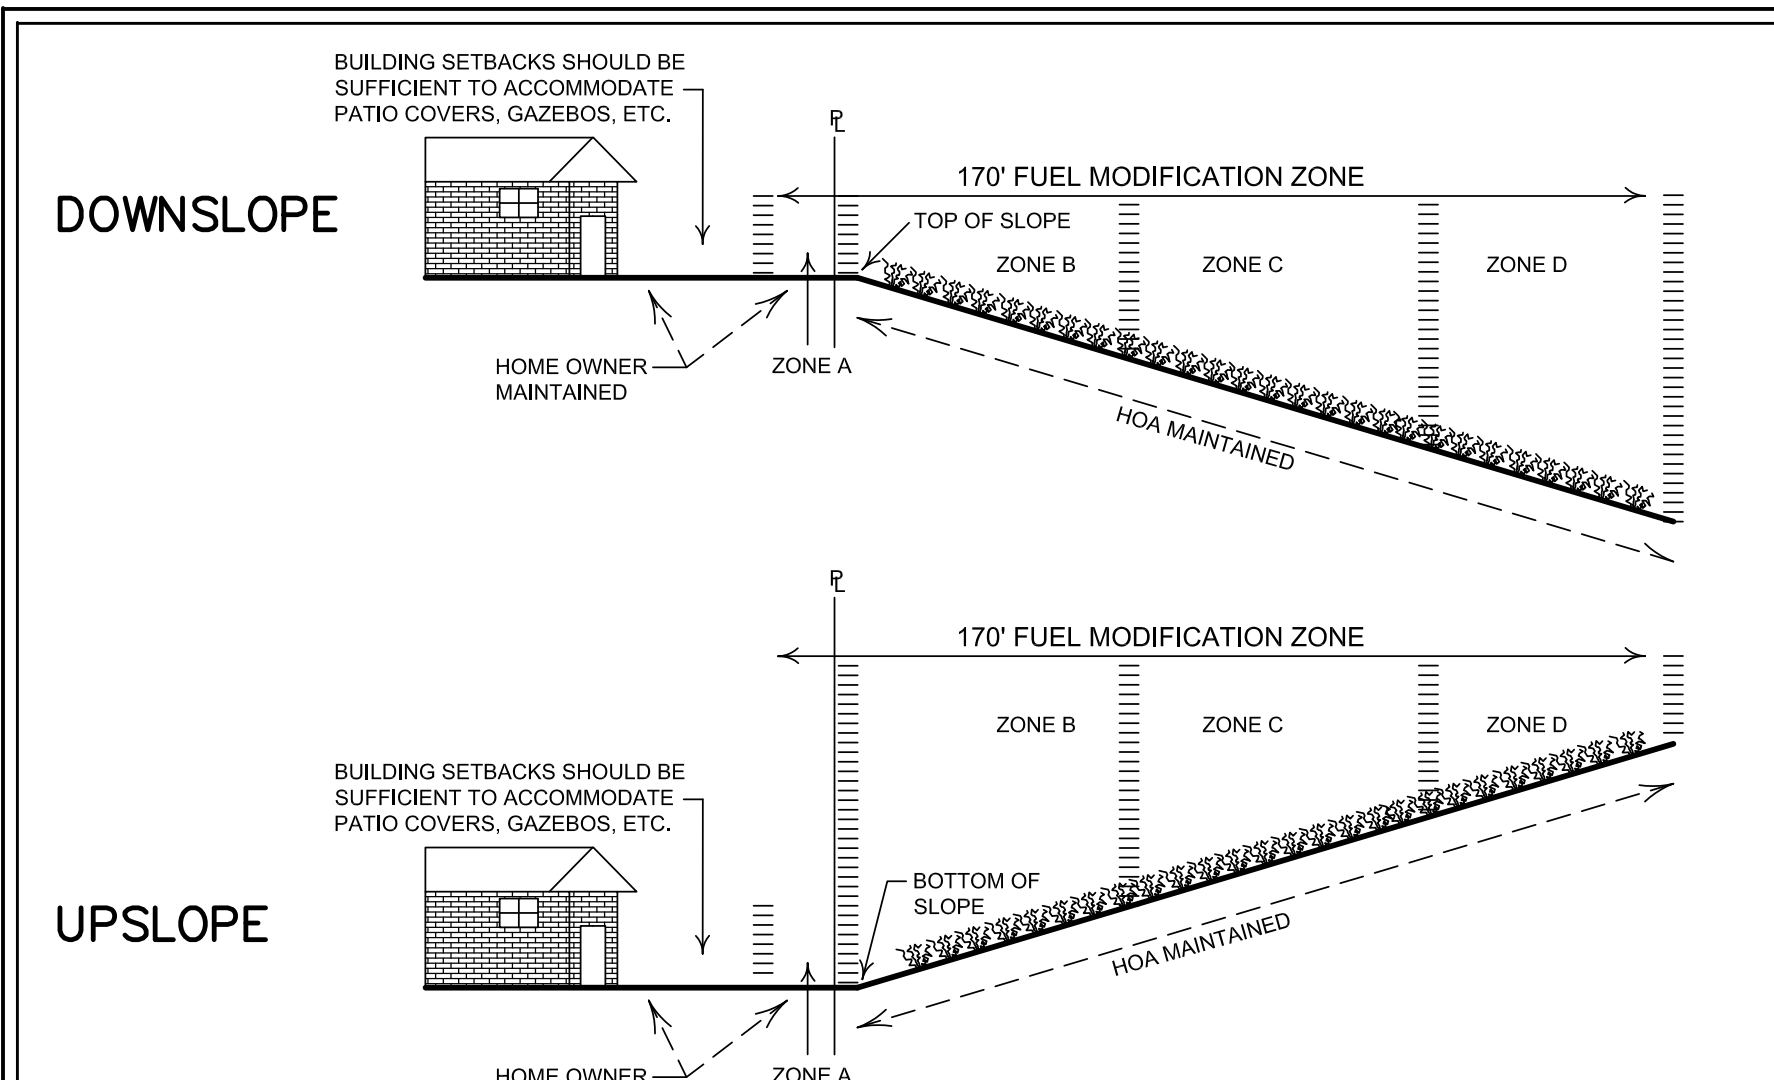 BUILDING SETBACKS SHOULD BE
SUFFICIENT TO ACCOMMODATE
PATIO COVERS, GAZEBOS, ETC.
PL
170' FUEL MODIFICATION ZONE
DOWNSLOPE
TOP OF SLOPE
ZONE B
ZONE C
ZONE D
HOME OWNER
MAINTAINED
ZONE A
HOA MAINTAINED
PL
170' FUEL MODIFICATION ZONE
ZONE B
ZONE C
ZONE D
BUILDING SETBACKS SHOULD BE
SUFFICIENT TO ACCOMMODATE
PATIO COVERS, GAZEBOS, ETC.
BOTTOM OF
SLOPE
UPSLOPE
HOA MAINTAINED
HOME OWNER
ZONE A